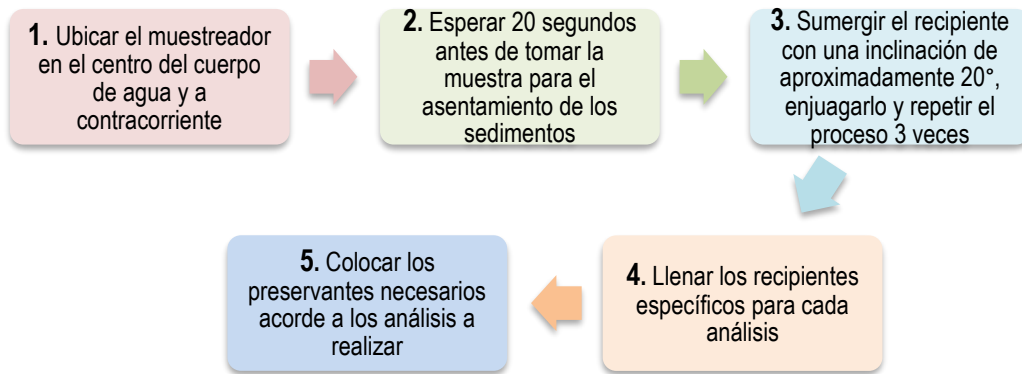 1. Ubicar el muestreador
en el centro del cuerpo
de agua y a
contracorriente
2. Esperar 20 segundos
antes de tomar la
muestra para el
asentamiento de los
sedimentos
3. Sumergir el recipiente
con una inclinación de
aproximadamente 20°,
enjuagarlo y repetir el
proceso 3 veces
4. Llenar los recipientes
específicos para cada
análisis
5. Colocar los
preservantes necesarios
acorde a los análisis a
realizar